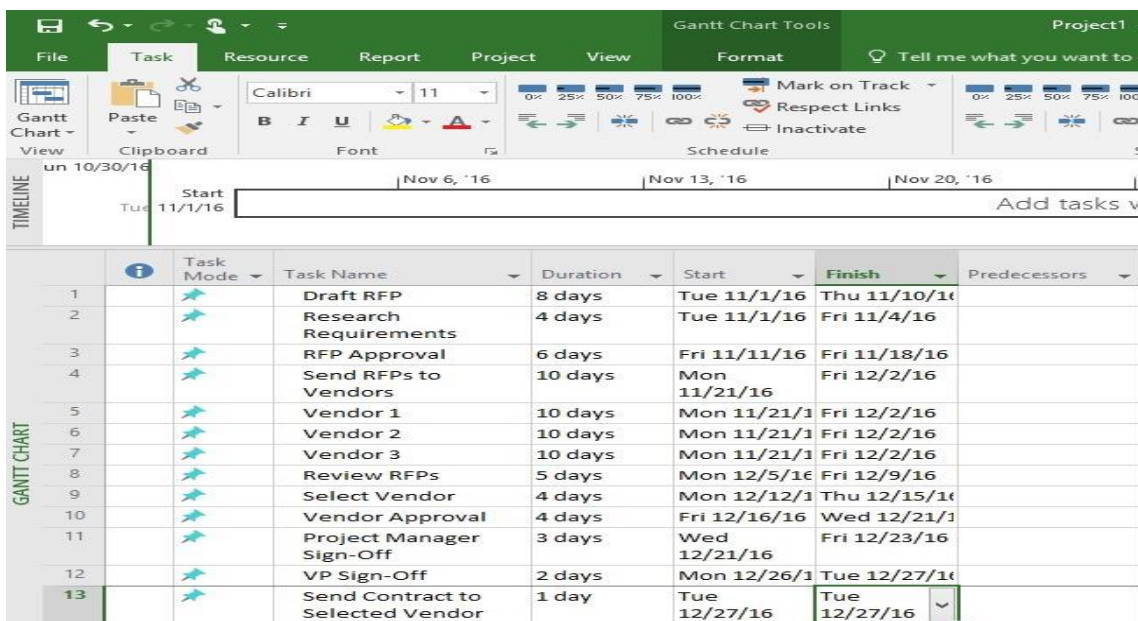 Gantt Chart Tools Project1
File Task Resource Report Project View Format Tell me what you want to
Calibri 11 0% 25% 50% 75% 100% Mark on Track 0% 25% 50% 75% 100
Gantt Chart Paste B I U A Respect Links
Inactivate
View Clipboard Font Schedule
TIMELINE
un 10/30/16
Nov 6, '16 Nov 13, '16 Nov 20, '16
Start
Tue 11/1/16 Add tasks w
GANTT CHART
Task Mode Task Name Duration Start Finish Predecessors
1 Draft RFP 8 days Tue 11/1/16 Thu 11/10/16
2 Research Requirements 4 days Tue 11/1/16 Fri 11/4/16
3 RFP Approval 6 days Fri 11/11/16 Fri 11/18/16
4 Send RFPs to Vendors 10 days Mon 11/21/16 Fri 12/2/16
5 Vendor 1 10 days Mon 11/21/1 Fri 12/2/16
6 Vendor 2 10 days Mon 11/21/1 Fri 12/2/16
7 Vendor 3 10 days Mon 11/21/1 Fri 12/2/16
8 Review RFPs 5 days Mon 12/5/16 Fri 12/9/16
9 Select Vendor 4 days Mon 12/12/1 Thu 12/15/16
10 Vendor Approval 4 days Fri 12/16/16 Wed 12/21/1
11 Project Manager Sign-Off 3 days Wed 12/21/16 Fri 12/23/16
12 VP Sign-Off 2 days Mon 12/26/1 Tue 12/27/16
13 Send Contract to Selected Vendor 1 day Tue 12/27/16 Tue 12/27/16